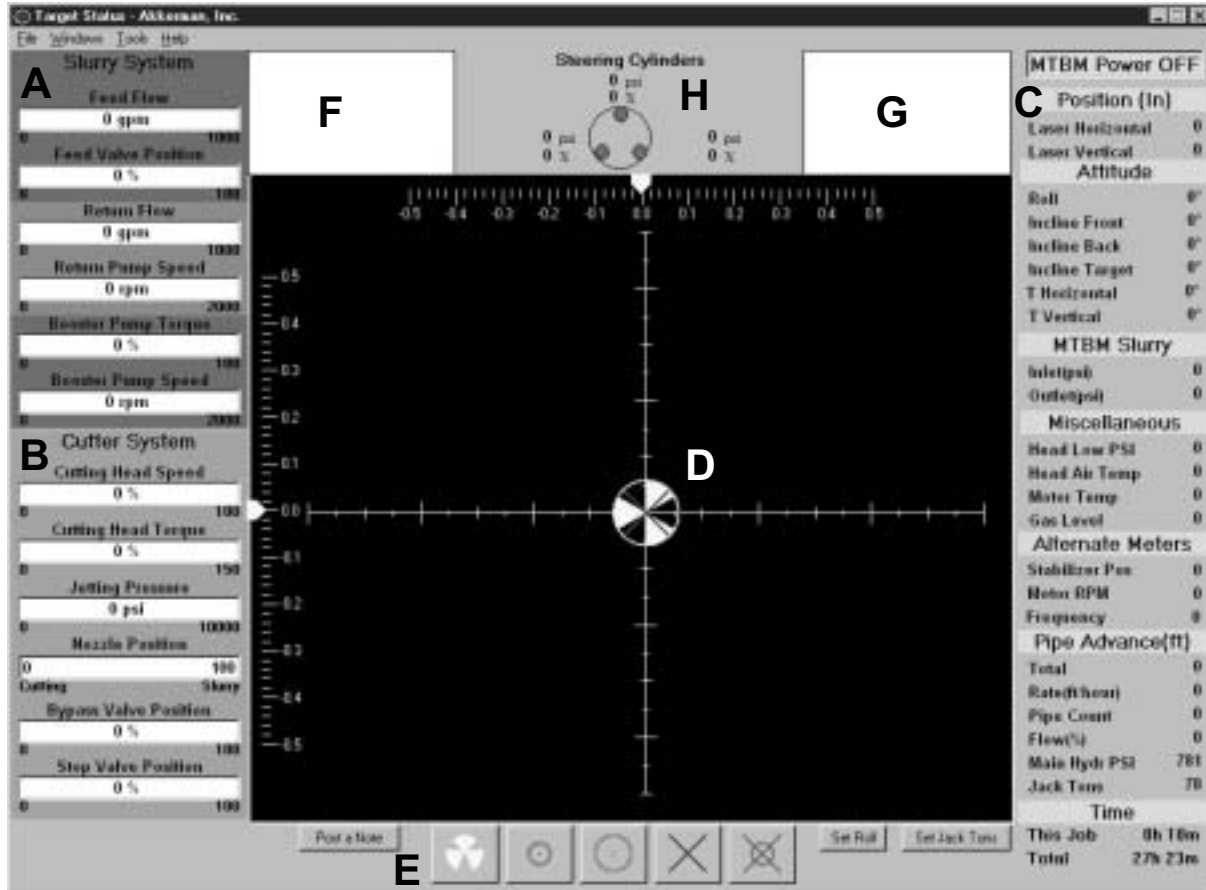 Target Status - Akkerman, Inc.
File Windows Tools Help
A
Slurry System
Feed Flow
0 gpm
0 1000
Feed Valve Position
0 %
0 100
Return Flow
0 gpm
0 1000
Return Pump Speed
0 rpm
0 2000
Booster Pump Torque
0 %
0 100
Booster Pump Speed
0 rpm
0 2000
B
Cutter System
Cutting Head Speed
0 %
0 100
Cutting Head Torque
0 %
0 150
Jetting Pressure
0 psi
0 10000
Nozzle Position
0 100
Cutting Slurry
Bypass Valve Position
0 %
0 100
Stop Valve Position
0 %
0 100
F
Steering Cylinders
0 psi
0 %
H
0 psi
0 %
0 psi
0 %
G
-0.5 -0.4 -0.3 -0.2 -0.1 0.0 0.1 0.2 0.3 0.4 0.5
0.5
0.4
0.3
0.2
0.1
0.0
0.1
0.2
0.3
0.4
0.5
D
Post a Note
E
Set Roll
Set Jack Tons
MTBM Power OFF
C
Position (In)
Laser Horizontal 0
Laser Vertical 0
Attitude
Roll 0°
Incline Front 0°
Incline Back 0°
Incline Target 0°
T Horizontal 0°
T Vertical 0°
MTBM Slurry
Inlet(psi) 0
Outlet(psi) 0
Miscellaneous
Head Low PSI 0
Head Air Temp 0
Motor Temp 0
Gas Level 0
Alternate Meters
Stabilizer Pos 0
Motor RPM 0
Frequency 0
Pipe Advance(ft)
Total 0
Rate(ft/hour) 0
Pipe Count 0
Flow(%) 0
Main Hydr PSI 781
Jack Tons 78
Time
This Job 0h 10m
Total 27h 23m